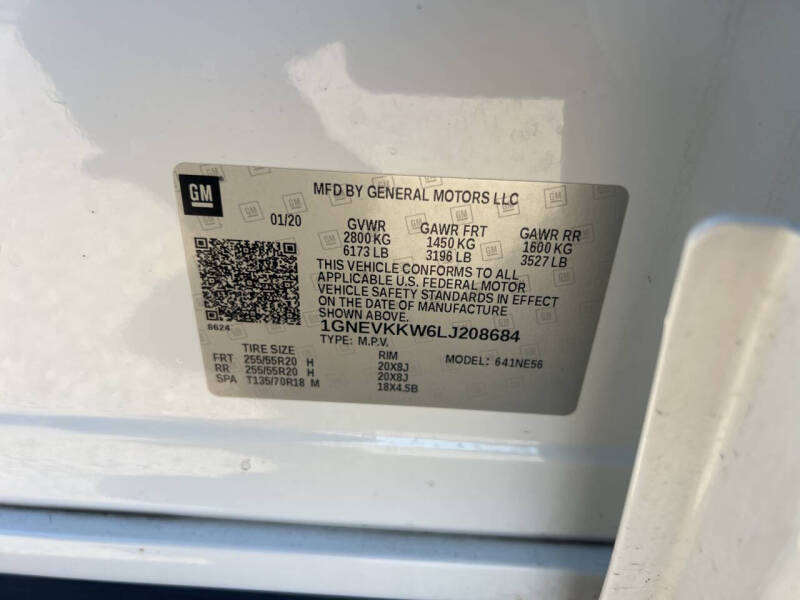 GM
MFD BY GENERAL MOTORS LLC
01/20
GVWR GAWR FRT GAWR RR
2800 KG 1450 KG 1600 KG
6173 LB 3196 LB 3527 LB
THIS VEHICLE CONFORMS TO ALL
APPLICABLE U.S. FEDERAL MOTOR
VEHICLE SAFETY STANDARDS IN EFFECT
ON THE DATE OF MANUFACTURE
SHOWN ABOVE.
8624
1GNEVKKW6LJ208684
TYPE: M.P.V.
TIRE SIZE RIM MODEL: 641NE56
FRT 255/55R20 H 20X8J
RR 255/55R20 H 20X8J
SPA T135/70R18 M 18X4.5B